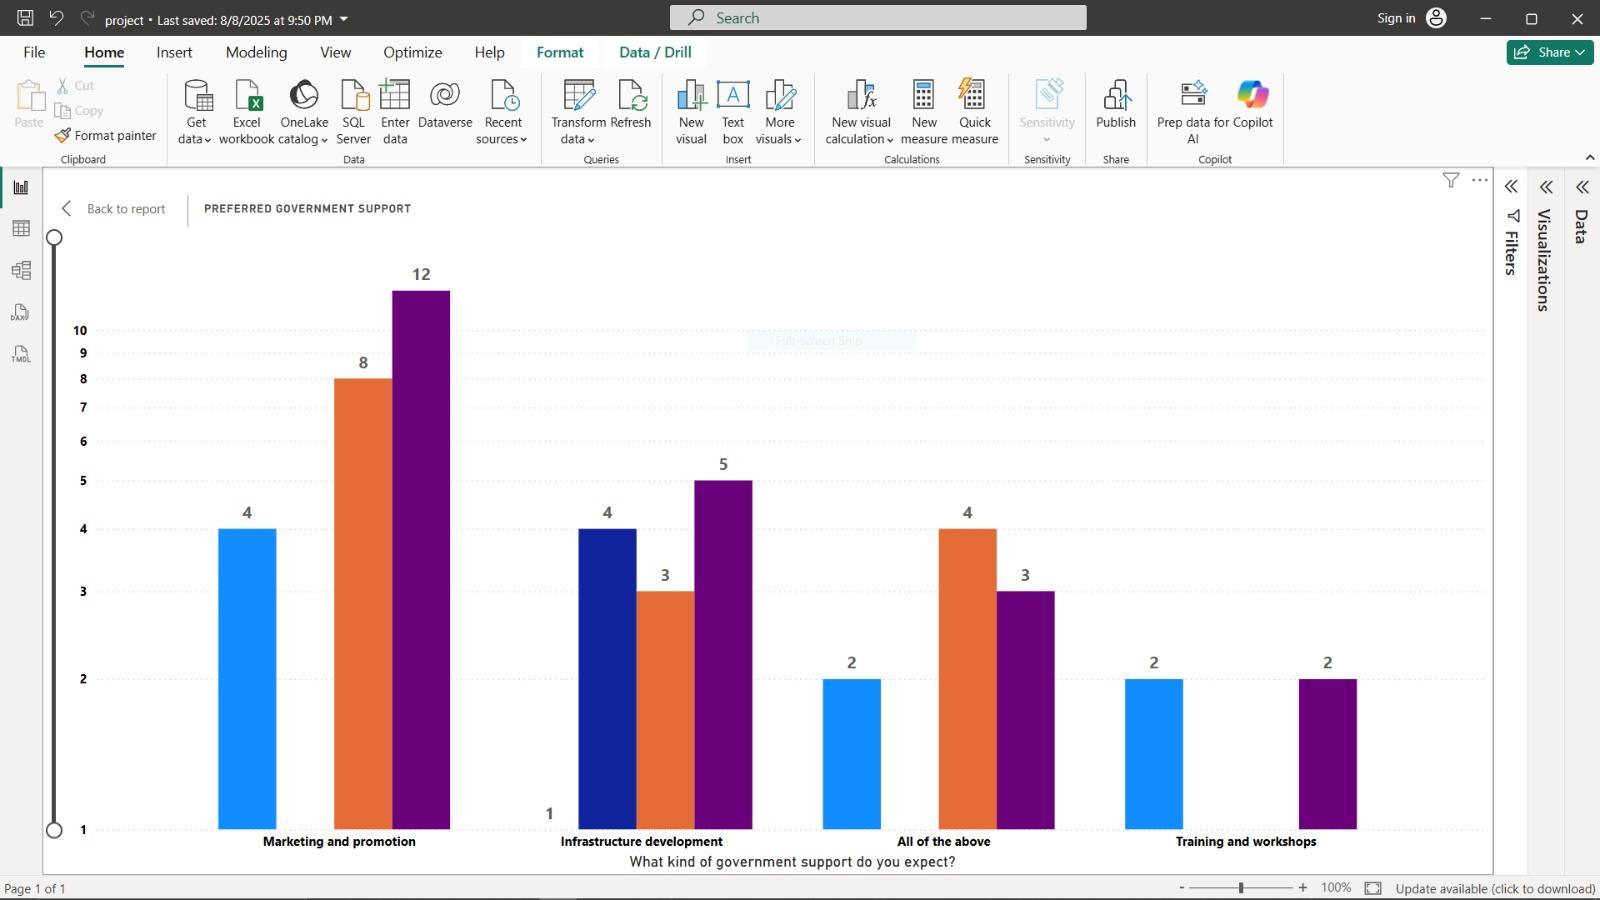 project • Last saved: 8/8/2025 at 9:50 PM
Search
Sign in
File Home Insert Modeling View Optimize Help Format Data / Drill
Share
Paste
Cut
Copy
Format painter
Clipboard
Get data
Excel workbook
OneLake catalog
SQL Server
Enter data
Dataverse
Recent sources
Data
Transform data
Refresh
Queries
New visual
Text box
More visuals
Insert
New visual calculation
New measure
Quick measure
Calculations
Sensitivity
Sensitivity
Publish
Share
Prep data for AI
Copilot
Copilot
DAX
TMDL
Back to report
PREFERRED GOVERNMENT SUPPORT
Full-screen Snip
Filters
Visualizations
Data
10
9
8
7
6
5
4
3
2
1
4
8
12
1
4
3
5
2
4
3
2
2
Marketing and promotion
Infrastructure development
All of the above
Training and workshops
What kind of government support do you expect?
Page 1 of 1
- + 100%
Update available (click to download)